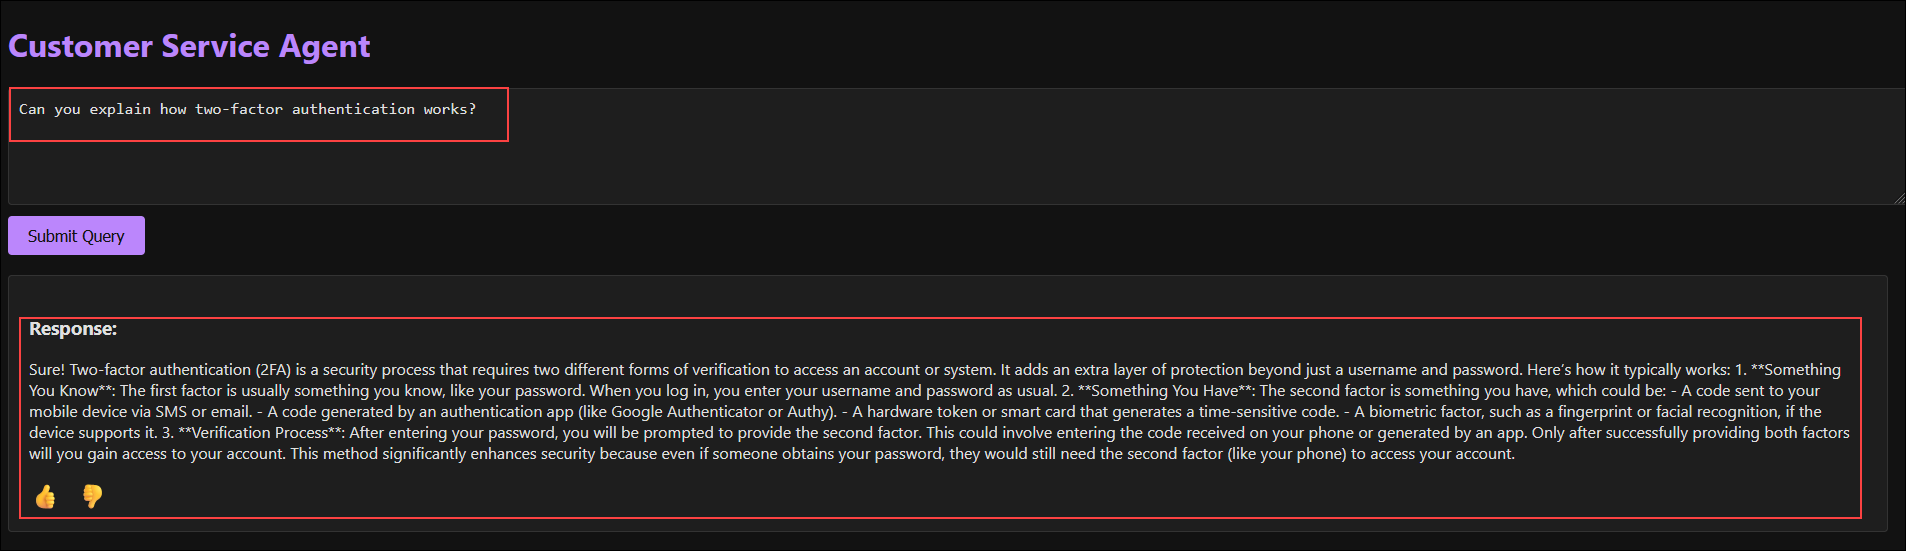 Customer Service Agent
Can you explain how two-factor authentication works?
Submit Query
Response:
Sure! Two-factor authentication (2FA) is a security process that requires two different forms of verification to access an account or system. It adds an extra layer of protection beyond just a username and password. Here's how it typically works: 1. **Something
You Know**: The first factor is usually something you know, like your password. When you log in, you enter your username and password as usual. 2. **Something You Have**: The second factor is something you have, which could be: - A code sent to your
mobile device via SMS or email. - A code generated by an authentication app (like Google Authenticator or Authy). - A hardware token or smart card that generates a time-sensitive code. - A biometric factor, such as a fingerprint or facial recognition, if the
device supports it. 3. **Verification Process**: After entering your password, you will be prompted to provide the second factor. This could involve entering the code received on your phone or generated by an app. Only after successfully providing both factors
will you gain access to your account. This method significantly enhances security because even if someone obtains your password, they would still need the second factor (like your phone) to access your account.